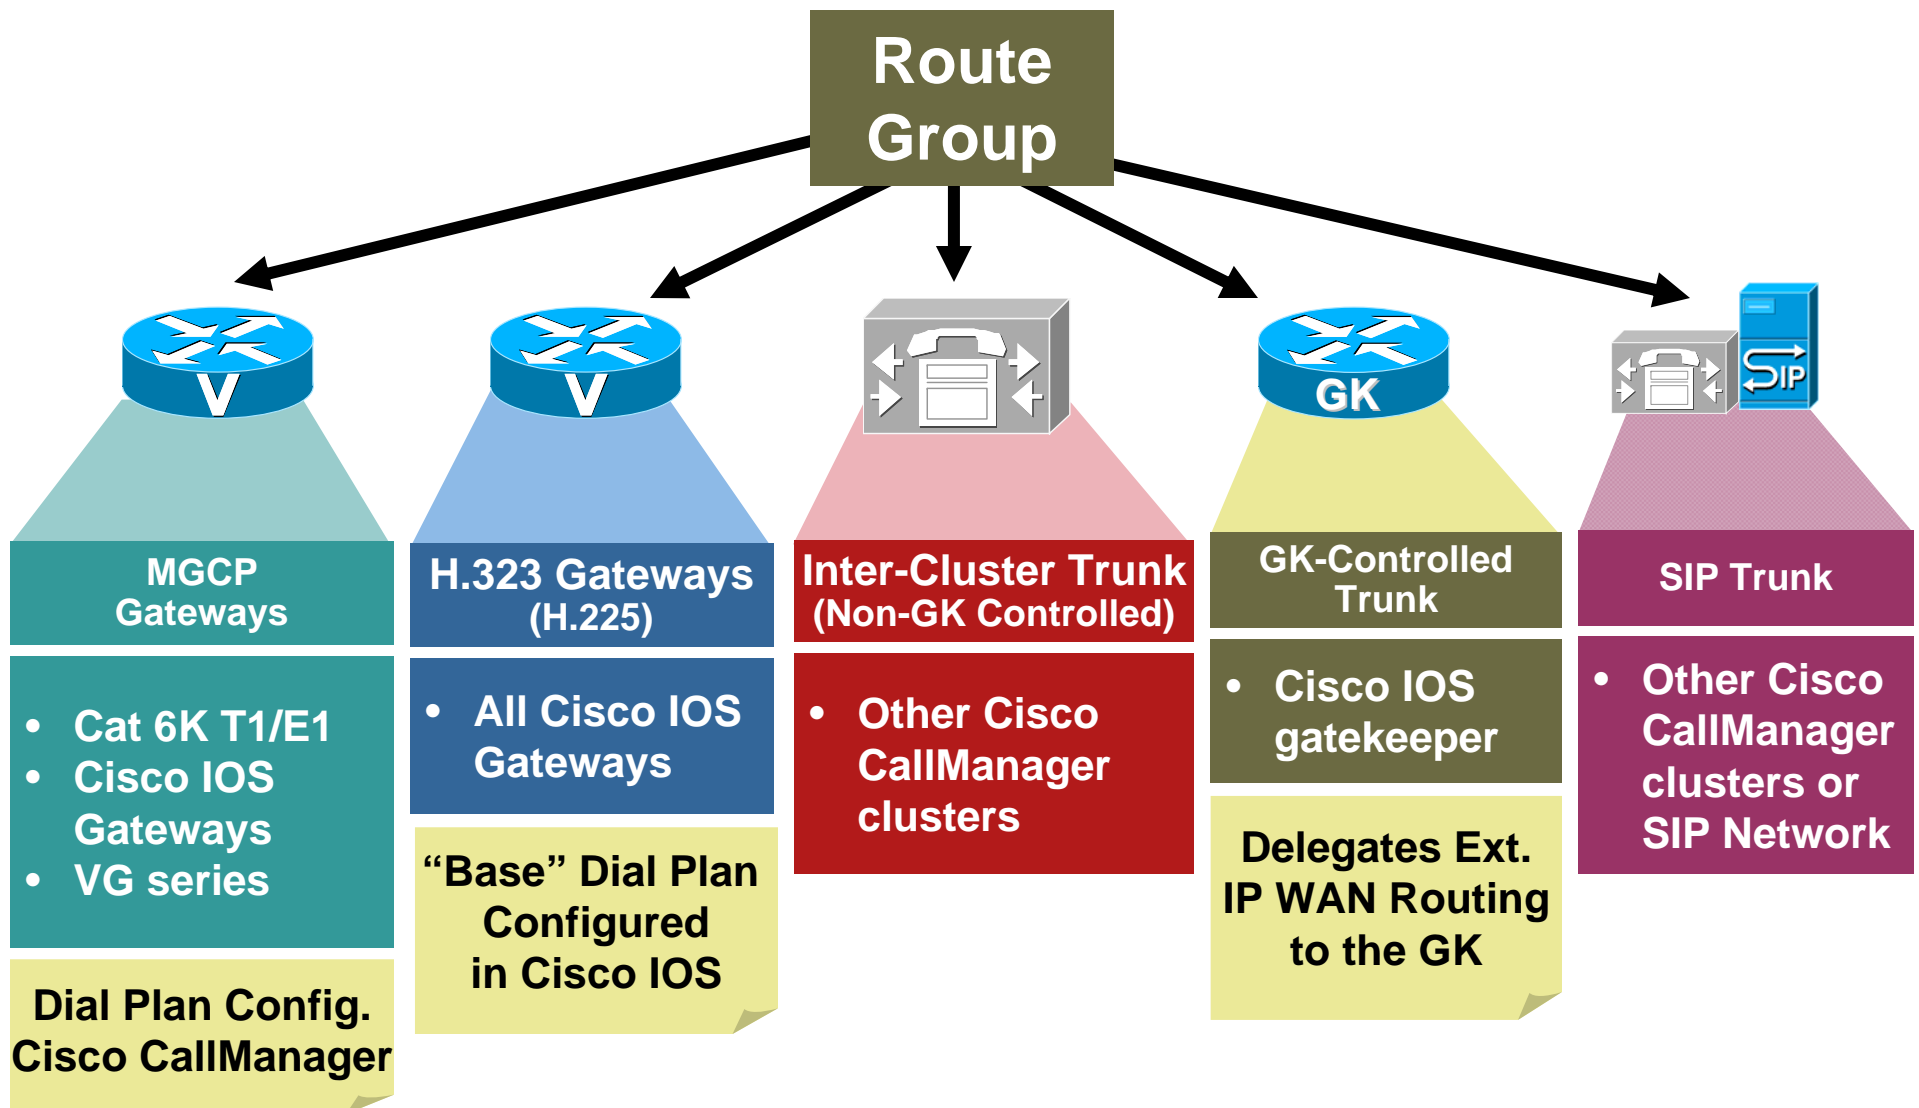 Route
Group
V
V
GK
SIP
MGCP
Gateways
• Cat 6K T1/E1
• Cisco IOS
Gateways
• VG series
Dial Plan Config.
Cisco CallManager
H.323 Gateways
(H.225)
• All Cisco IOS
Gateways
“Base” Dial Plan
Configured
in Cisco IOS
Inter-Cluster Trunk
(Non-GK Controlled)
• Other Cisco
CallManager
clusters
GK-Controlled
Trunk
• Cisco IOS
gatekeeper
Delegates Ext.
IP WAN Routing
to the GK
SIP Trunk
• Other Cisco
CallManager
clusters or
SIP Network